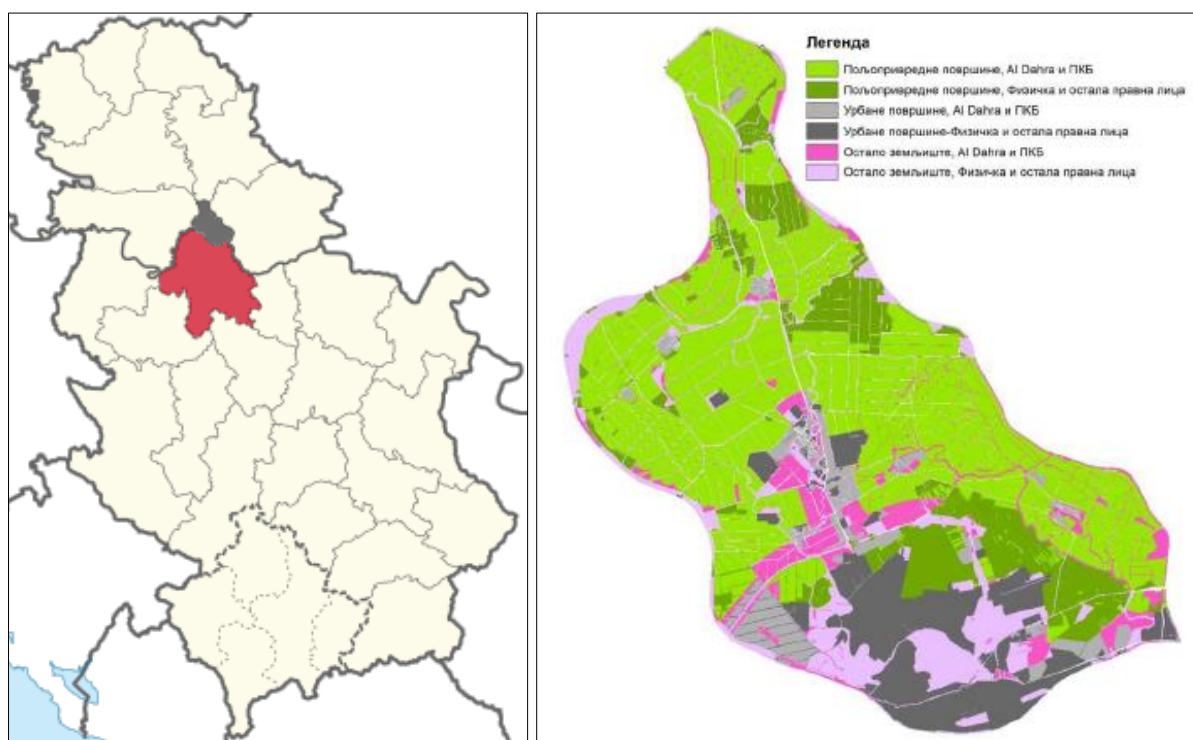 Легенда
Пољопривредне површине, Al Dahra и ПКБ
Пољопривредне површине, Физичка и остала правна лица
Урбане површине, Al Dahra и ПКБ
Урбане површине-Физичка и остала правна лица
Остало земљиште, Al Dahra и ПКБ
Остало земљиште, Физичка и остала правна лица